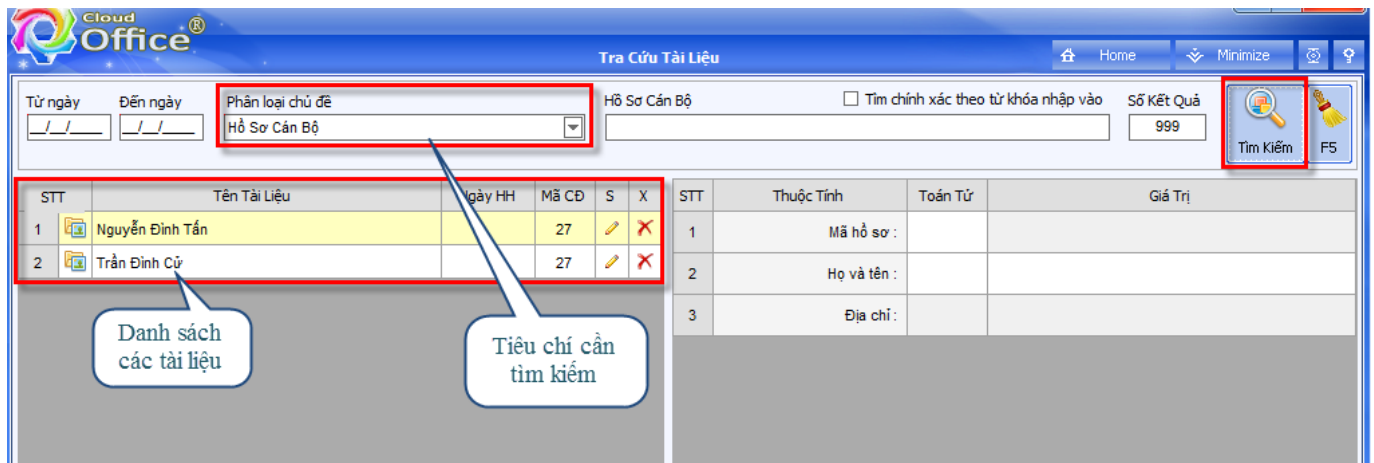 Cloud
Office®
Tra Cứu Tài Liệu
Home
Minimize
Từ ngày
Đến ngày
Phân loại chủ đề
Hồ Sơ Cán Bộ
Tìm chính xác theo từ khóa nhập vào
Số Kết Quả
__/__/____
__/__/____
Hồ Sơ Cán Bộ
999
Tìm Kiếm
F5
STT Tên Tài Liệu Ngày HH Mã CĐ S X
1 Nguyễn Đình Tấn 27
2 Trần Đình Cử 27
STT Thuộc Tính Toán Tử Giá Trị
1 Mã hồ sơ :
2 Họ và tên :
3 Địa chỉ :
Danh sách
các tài liệu
Tiêu chí cần
tìm kiếm